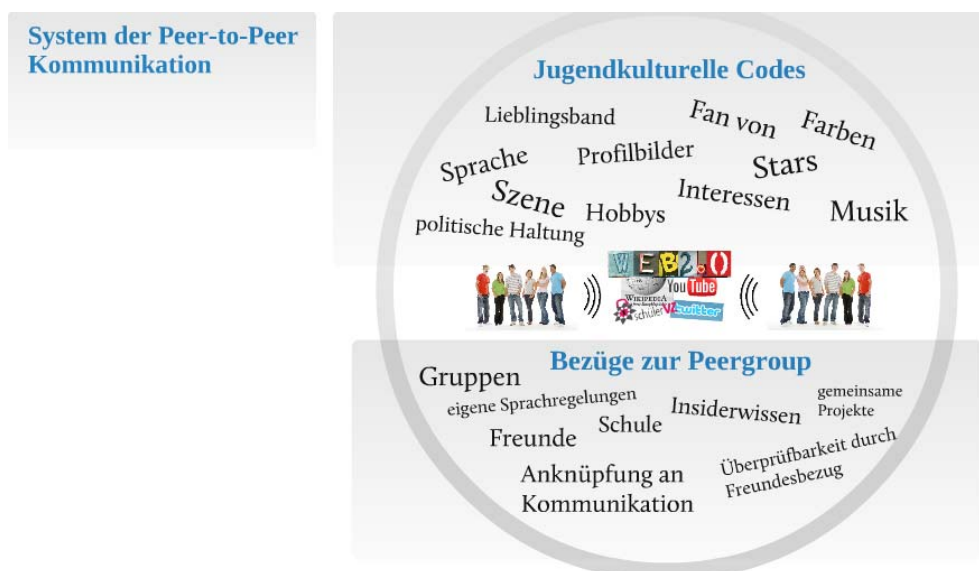 System der Peer-to-Peer
Kommunikation
Jugendkulturelle Codes
Lieblingsband
Fan von
Farben
Sprache
Profilbilder
Stars
Szene
Hobbys
Interessen
Musik
politische Haltung
WEB2.0
YouTube
WIKIPEDIA
schülerVZ
twitter
Bezüge zur Peergroup
Gruppen
eigene Sprachregelungen
Insiderwissen
gemeinsame
Projekte
Freunde
Schule
Anknüpfung an
Kommunikation
Überprüfbarkeit durch
Freundesbezug